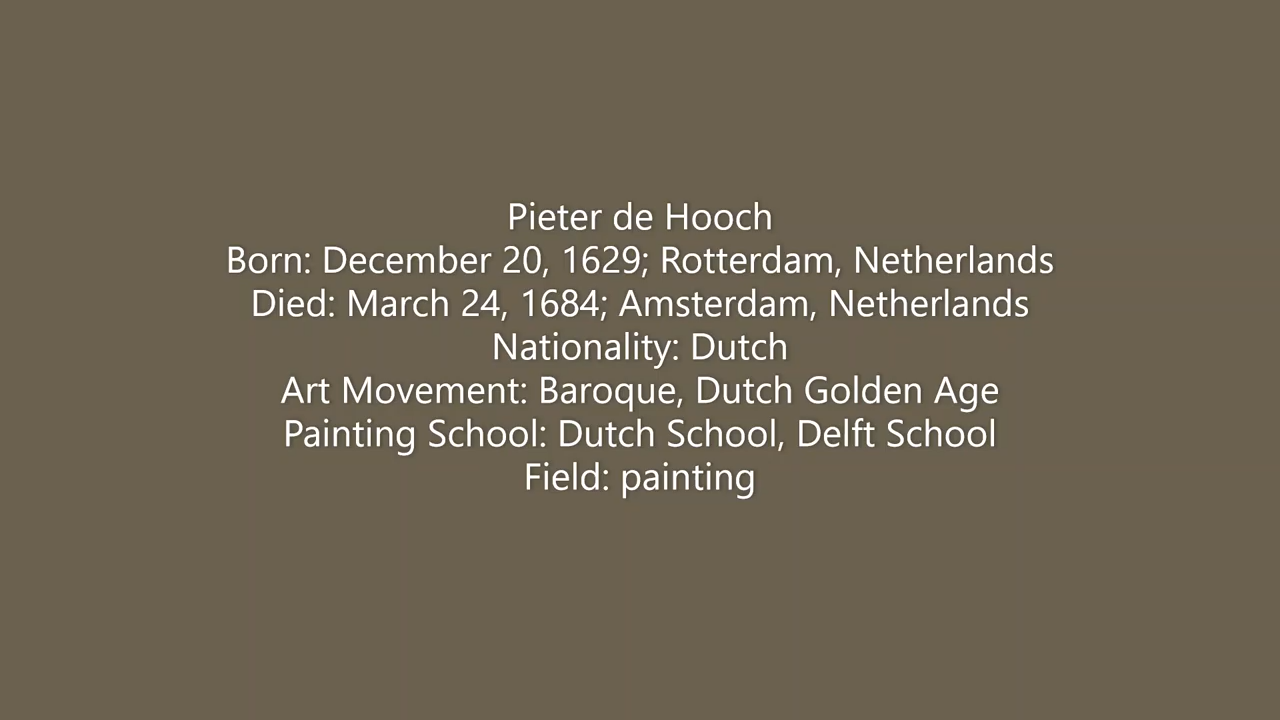 Pieter de Hooch
Born: December 20, 1629; Rotterdam, Netherlands
Died: March 24, 1684; Amsterdam, Netherlands
Nationality: Dutch
Art Movement: Baroque, Dutch Golden Age
Painting School: Dutch School, Delft School
Field: painting